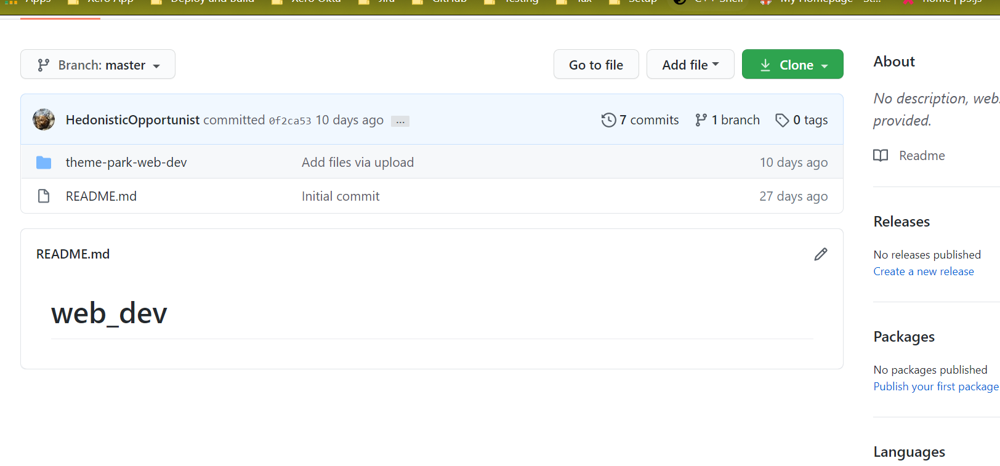 Apps Xero App Deploy and Build Xero Okta Jira GitHub Testing Tax Setup C++ Shell My Homepage - St... home | p5.js
Branch: master
Go to file
Add file
Clone
HedonisticOpportunist committed 0f2ca53 10 days ago ...
7 commits
1 branch
0 tags
theme-park-web-dev Add files via upload 10 days ago
README.md Initial commit 27 days ago
README.md
web_dev
About
No description, web
provided.
Readme
Releases
No releases published
Create a new release
Packages
No packages published
Publish your first package
Languages